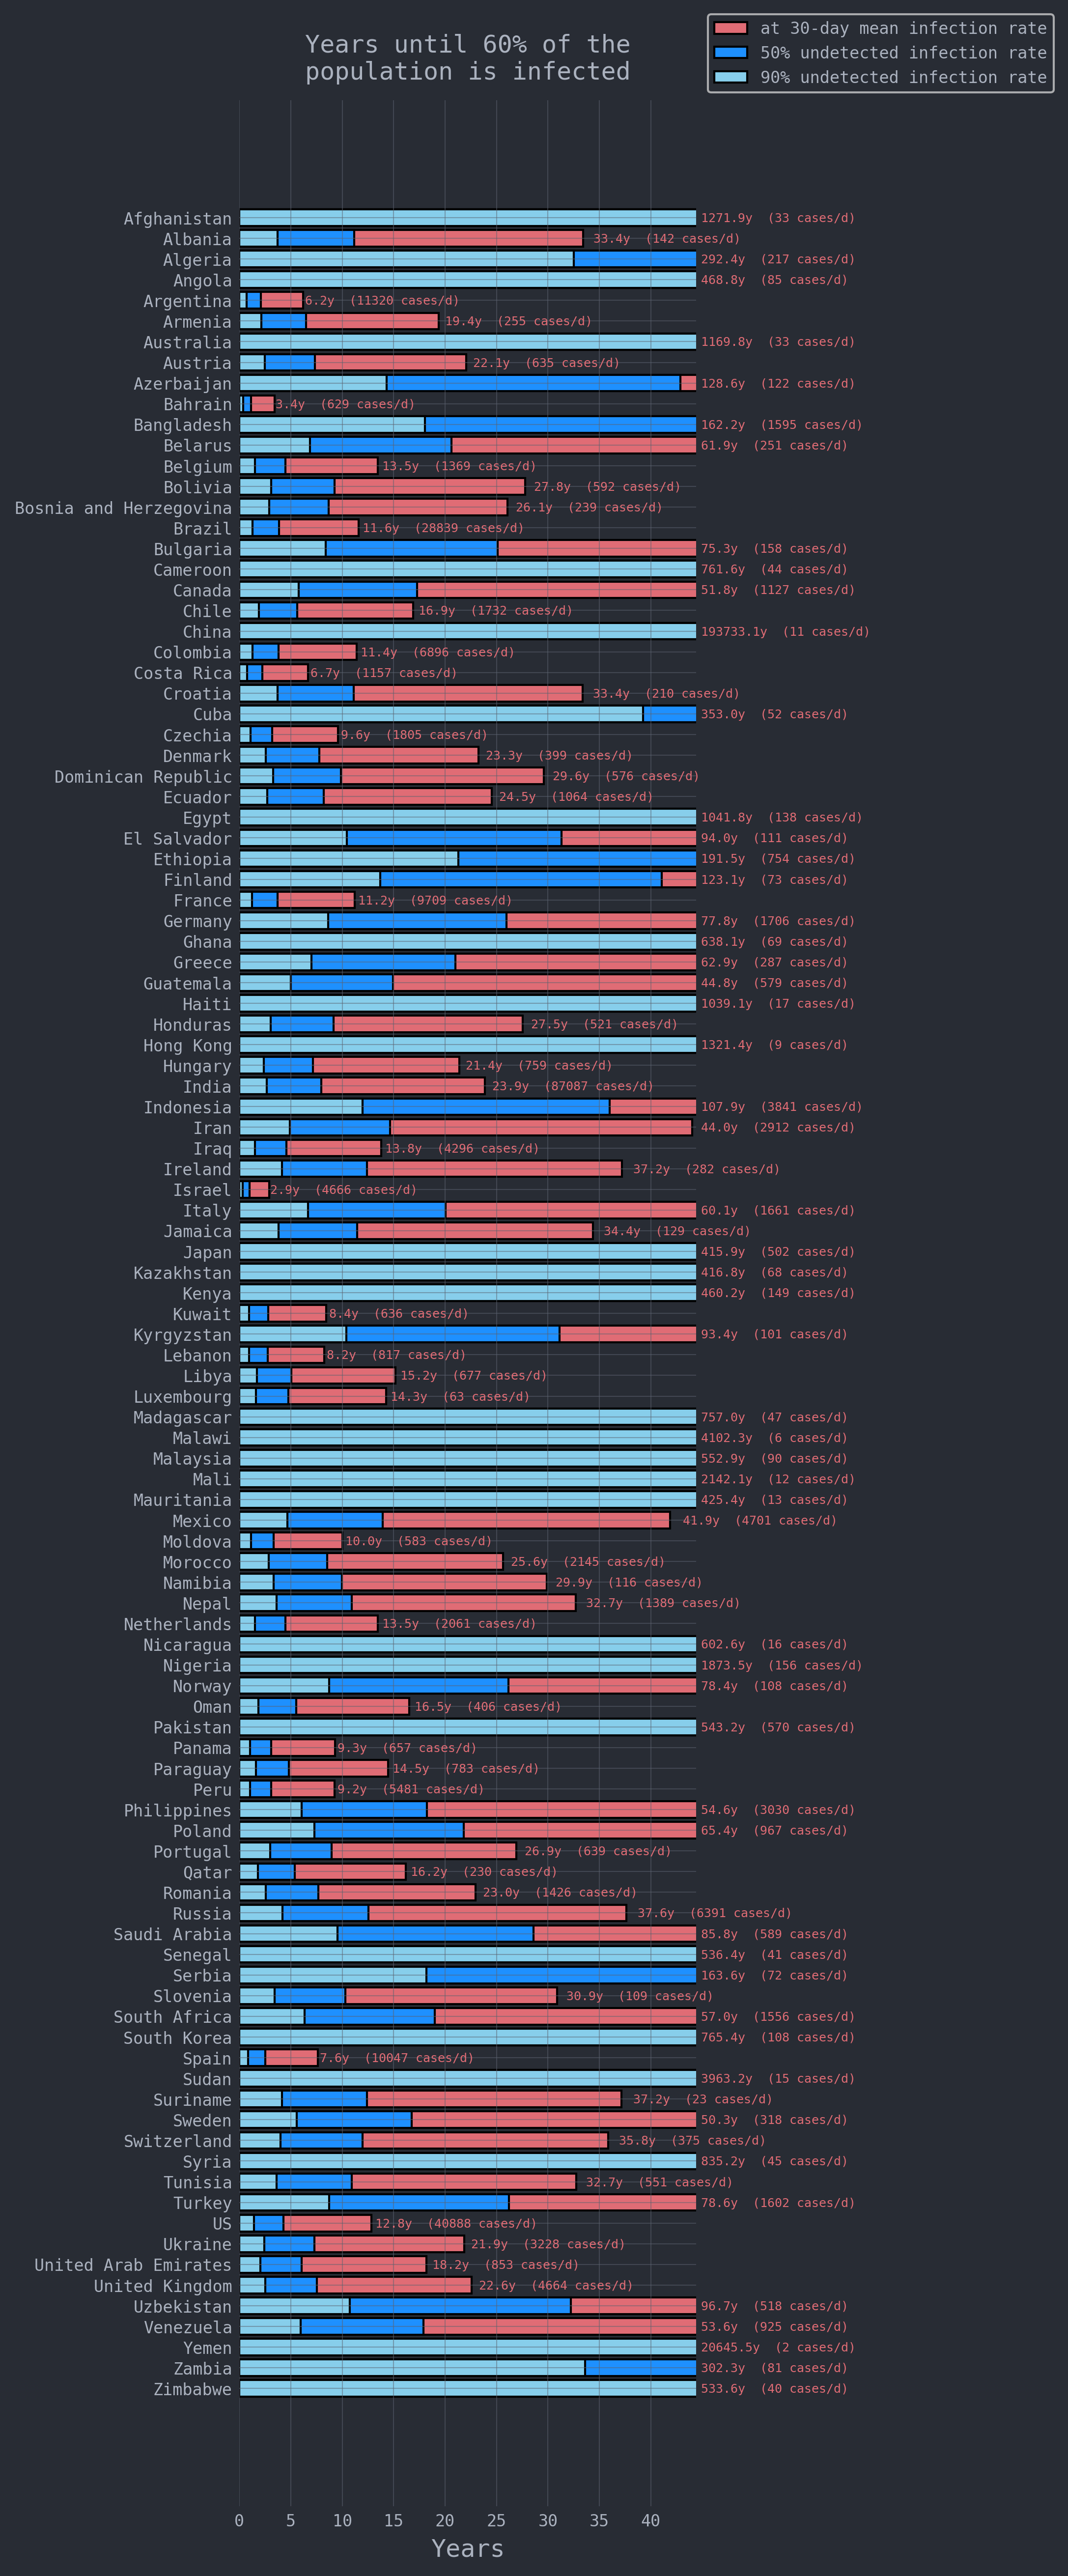 Years until 60% of the
population is infected
at 30-day mean infection rate
50% undetected infection rate
90% undetected infection rate
Afghanistan 1271.9y (33 cases/d)
Albania 33.4y (142 cases/d)
Algeria 292.4y (217 cases/d)
Angola 468.8y (85 cases/d)
Argentina 6.2y (11320 cases/d)
Armenia 19.4y (255 cases/d)
Australia 1169.8y (33 cases/d)
Austria 22.1y (635 cases/d)
Azerbaijan 128.6y (122 cases/d)
Bahrain 3.4y (629 cases/d)
Bangladesh 162.2y (1595 cases/d)
Belarus 61.9y (251 cases/d)
Belgium 13.5y (1369 cases/d)
Bolivia 27.8y (592 cases/d)
Bosnia and Herzegovina 26.1y (239 cases/d)
Brazil 11.6y (28839 cases/d)
Bulgaria 75.3y (158 cases/d)
Cameroon 761.6y (44 cases/d)
Canada 51.8y (1127 cases/d)
Chile 16.9y (1732 cases/d)
China 193733.1y (11 cases/d)
Colombia 11.4y (6896 cases/d)
Costa Rica 6.7y (1157 cases/d)
Croatia 33.4y (210 cases/d)
Cuba 353.0y (52 cases/d)
Czechia 9.6y (1805 cases/d)
Denmark 23.3y (399 cases/d)
Dominican Republic 29.6y (576 cases/d)
Ecuador 24.5y (1064 cases/d)
Egypt 1041.8y (138 cases/d)
El Salvador 94.0y (111 cases/d)
Ethiopia 191.5y (754 cases/d)
Finland 123.1y (73 cases/d)
France 11.2y (9709 cases/d)
Germany 77.8y (1706 cases/d)
Ghana 638.1y (69 cases/d)
Greece 62.9y (287 cases/d)
Guatemala 44.8y (579 cases/d)
Haiti 1039.1y (17 cases/d)
Honduras 27.5y (521 cases/d)
Hong Kong 1321.4y (9 cases/d)
Hungary 21.4y (759 cases/d)
India 23.9y (87087 cases/d)
Indonesia 107.9y (3841 cases/d)
Iran 44.0y (2912 cases/d)
Iraq 13.8y (4296 cases/d)
Ireland 37.2y (282 cases/d)
Israel 2.9y (4666 cases/d)
Italy 60.1y (1661 cases/d)
Jamaica 34.4y (129 cases/d)
Japan 415.9y (502 cases/d)
Kazakhstan 416.8y (68 cases/d)
Kenya 460.2y (149 cases/d)
Kuwait 8.4y (636 cases/d)
Kyrgyzstan 93.4y (101 cases/d)
Lebanon 8.2y (817 cases/d)
Libya 15.2y (677 cases/d)
Luxembourg 14.3y (63 cases/d)
Madagascar 757.0y (47 cases/d)
Malawi 4102.3y (6 cases/d)
Malaysia 552.9y (90 cases/d)
Mali 2142.1y (12 cases/d)
Mauritania 425.4y (13 cases/d)
Mexico 41.9y (4701 cases/d)
Moldova 10.0y (583 cases/d)
Morocco 25.6y (2145 cases/d)
Namibia 29.9y (116 cases/d)
Nepal 32.7y (1389 cases/d)
Netherlands 13.5y (2061 cases/d)
Nicaragua 602.6y (16 cases/d)
Nigeria 1873.5y (156 cases/d)
Norway 78.4y (108 cases/d)
Oman 16.5y (406 cases/d)
Pakistan 543.2y (570 cases/d)
Panama 9.3y (657 cases/d)
Paraguay 14.5y (783 cases/d)
Peru 9.2y (5481 cases/d)
Philippines 54.6y (3030 cases/d)
Poland 65.4y (967 cases/d)
Portugal 26.9y (639 cases/d)
Qatar 16.2y (230 cases/d)
Romania 23.0y (1426 cases/d)
Russia 37.6y (6391 cases/d)
Saudi Arabia 85.8y (589 cases/d)
Senegal 536.4y (41 cases/d)
Serbia 163.6y (72 cases/d)
Slovenia 30.9y (109 cases/d)
South Africa 57.0y (1556 cases/d)
South Korea 765.4y (108 cases/d)
Spain 7.6y (10047 cases/d)
Sudan 3963.2y (15 cases/d)
Suriname 37.2y (23 cases/d)
Sweden 50.3y (318 cases/d)
Switzerland 35.8y (375 cases/d)
Syria 835.2y (45 cases/d)
Tunisia 32.7y (551 cases/d)
Turkey 78.6y (1602 cases/d)
US 12.8y (40888 cases/d)
Ukraine 21.9y (3228 cases/d)
United Arab Emirates 18.2y (853 cases/d)
United Kingdom 22.6y (4664 cases/d)
Uzbekistan 96.7y (518 cases/d)
Venezuela 53.6y (925 cases/d)
Yemen 20645.5y (2 cases/d)
Zambia 302.3y (81 cases/d)
Zimbabwe 533.6y (40 cases/d)
0 5 10 15 20 25 30 35 40
Years